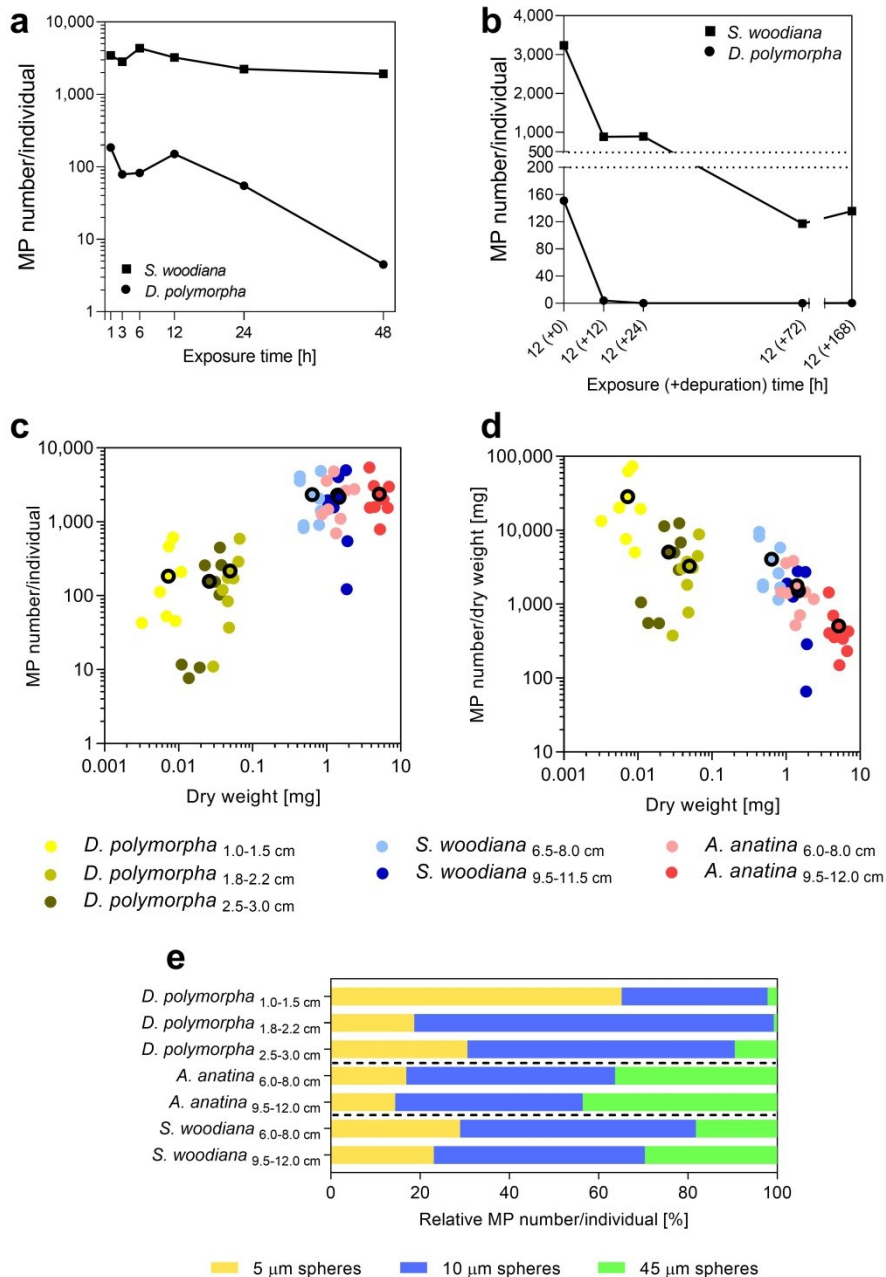 a
MP number/individual
10,000
1,000
100
10
1
1 3 6 12 24 48
Exposure time [h]
S. woodiana
D. polymorpha
b
MP number/individual
4,000
3,000
2,000
1,000
500
200
160
120
80
40
0
12 (+0)
12 (+12)
12 (+24)
12 (+72)
12 (+168)
Exposure (+depuration) time [h]
S. woodiana
D. polymorpha
c
MP number/individual
10,000
1,000
100
10
1
0.001 0.01 0.1 1 10
Dry weight [mg]
d
MP number/dry weight [mg]
100,000
10,000
1,000
100
10
0.001 0.01 0.1 1 10
Dry weight [mg]
D. polymorpha 1.0-1.5 cm
D. polymorpha 1.8-2.2 cm
D. polymorpha 2.5-3.0 cm
S. woodiana 6.5-8.0 cm
S. woodiana 9.5-11.5 cm
A. anatina 6.0-8.0 cm
A. anatina 9.5-12.0 cm
e
D. polymorpha 1.0-1.5 cm
D. polymorpha 1.8-2.2 cm
D. polymorpha 2.5-3.0 cm
A. anatina 6.0-8.0 cm
A. anatina 9.5-12.0 cm
S. woodiana 6.0-8.0 cm
S. woodiana 9.5-12.0 cm
0 20 40 60 80 100
Relative MP number/individual [%]
5 µm spheres
10 µm spheres
45 µm spheres